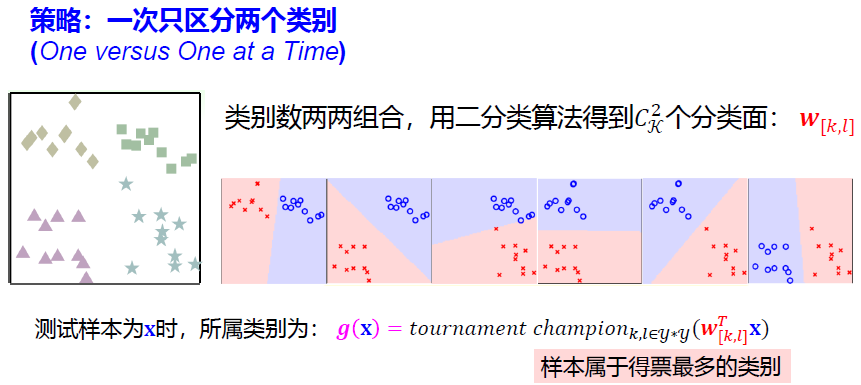 策略：一次只区分两个类别
(One versus One at a Time)
类别数两两组合，用二分类算法得到$C_{\mathcal{K}}^{2}$个分类面： $\boldsymbol{w}_{[k,l]}$
测试样本为x时，所属类别为： $g(\mathbf{x}) = tournament\ champion_{k,l \in \mathcal{Y}*\mathcal{Y}}(\boldsymbol{w}_{[k,l]}^{T}\mathbf{x})$
样本属于得票最多的类别